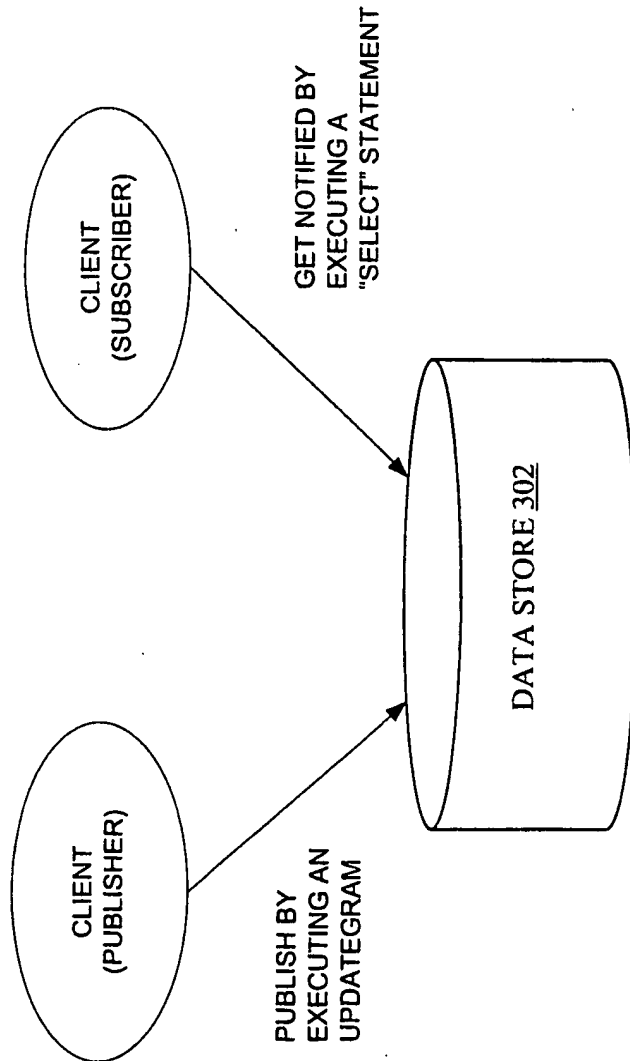 CLIENT
(PUBLISHER)
CLIENT
(SUBSCRIBER)
PUBLISH BY
EXECUTING AN
UPDATEGRAM
GET NOTIFIED BY
EXECUTING A
"SELECT" STATEMENT
DATA STORE 302